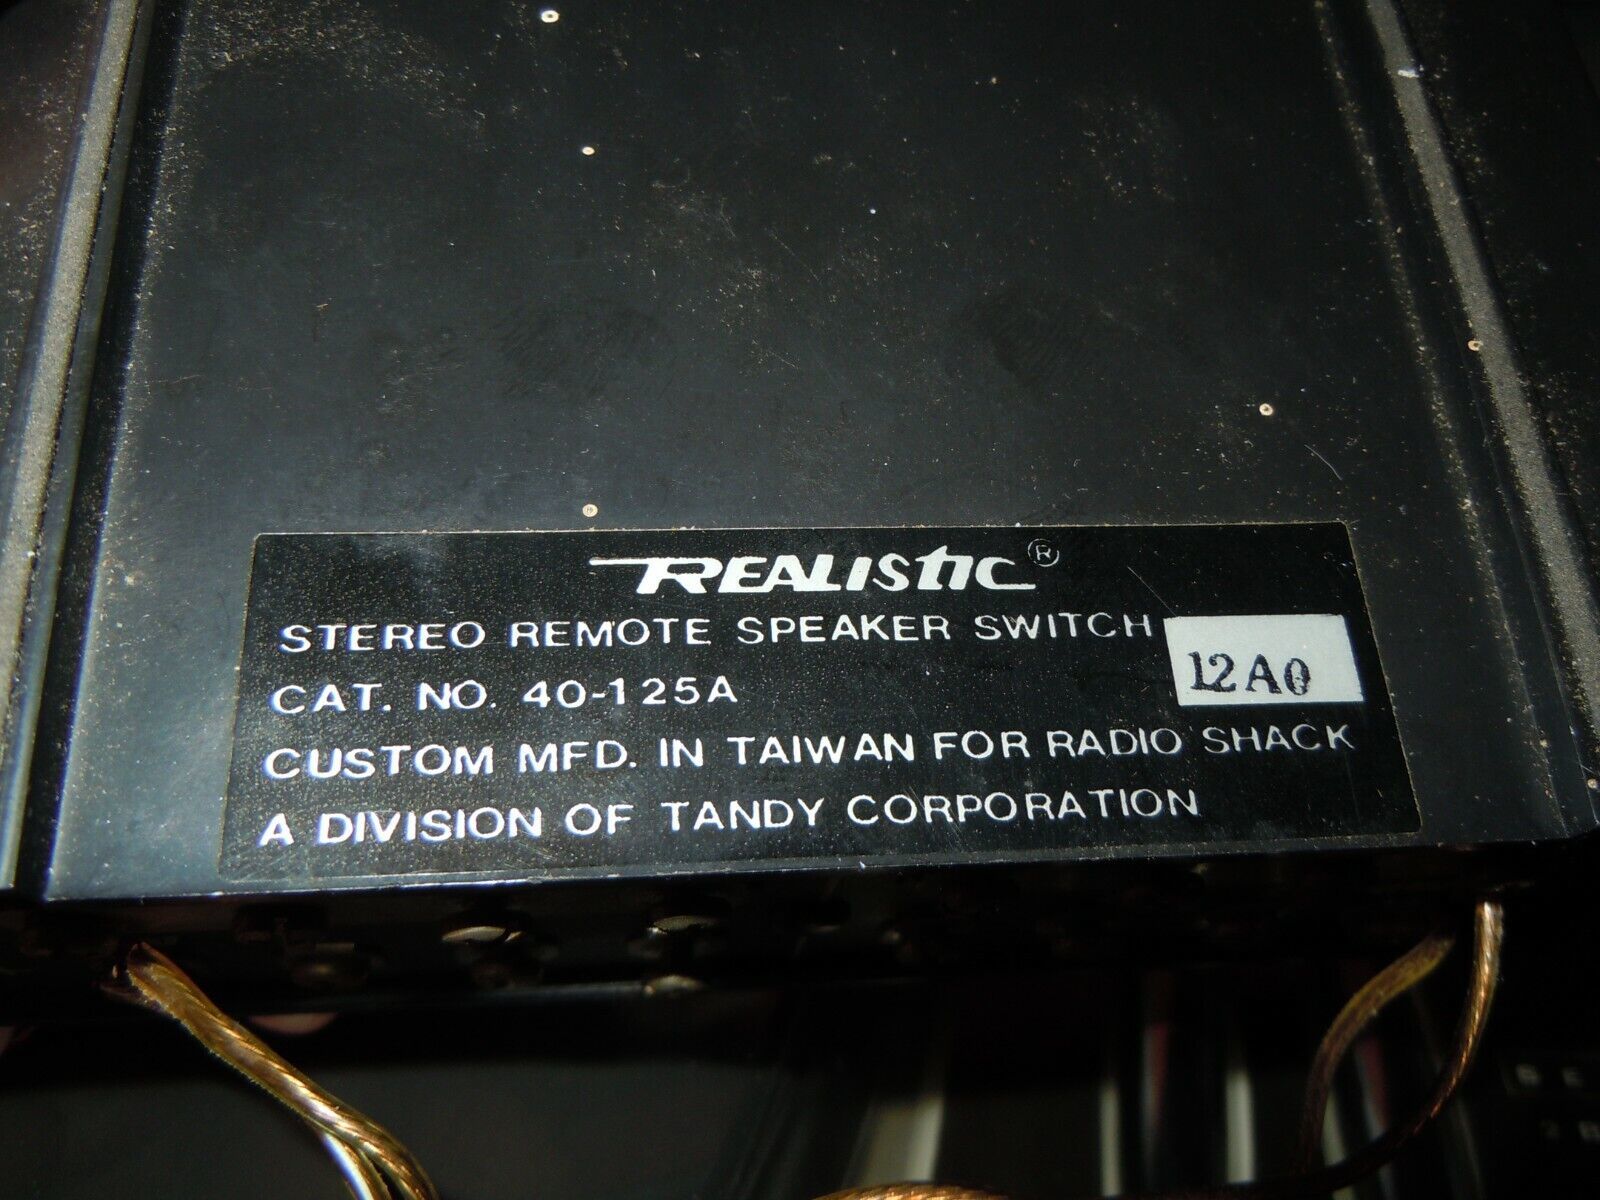 REALISTIC®
STEREO REMOTE SPEAKER SWITCH
12A0
CAT. NO. 40-125A
CUSTOM MFD. IN TAIWAN FOR RADIO SHACK
A DIVISION OF TANDY CORPORATION